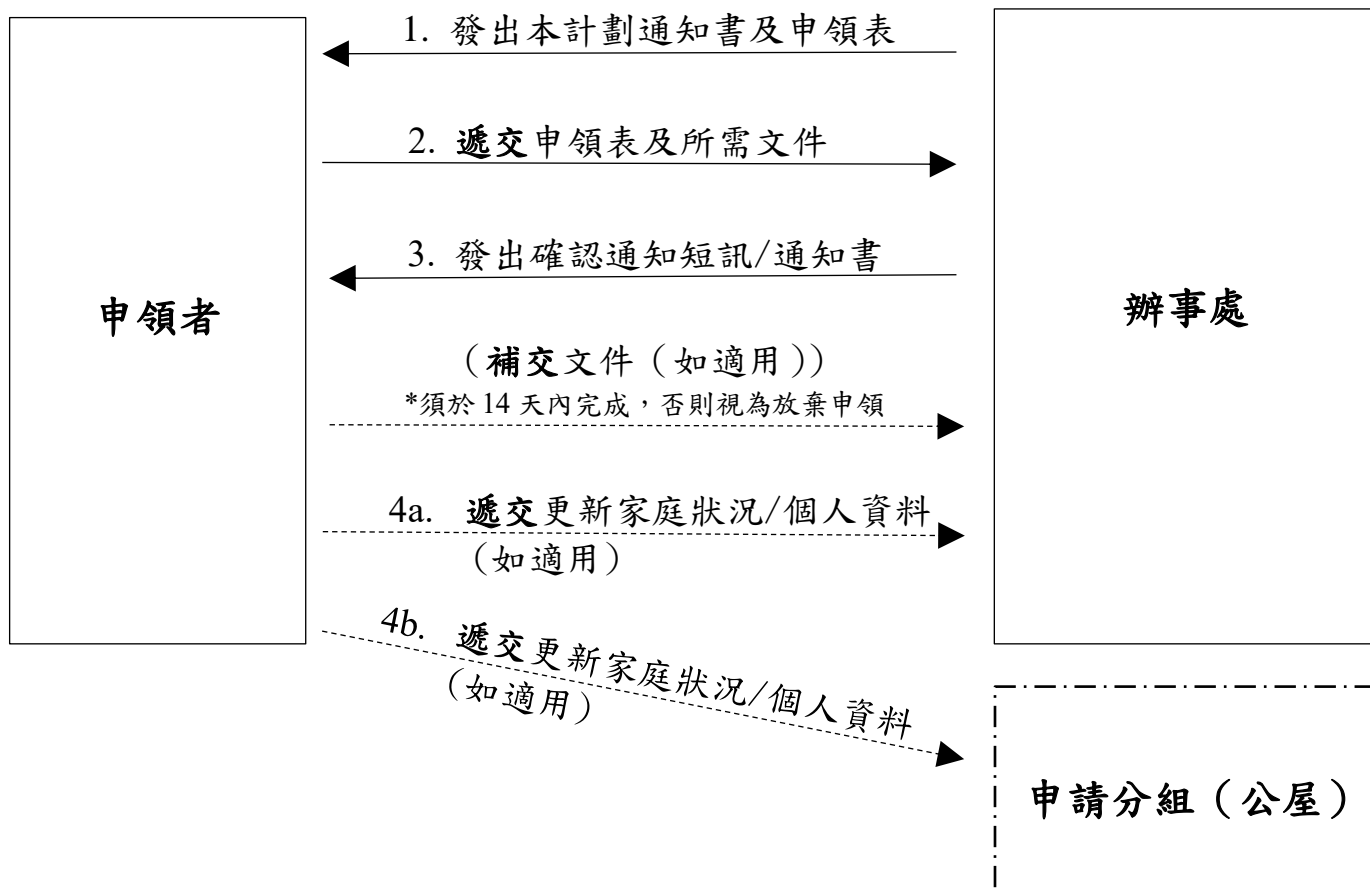 1. 發出本計劃通知書及申領表
2. 遞交申領表及所需文件
3. 發出確認通知短訊/通知書
申領者
辦事處
（補交文件（如適用））
*須於 14 天內完成，否則視為放棄申領
4a. 遞交更新家庭狀況/個人資料
（如適用）
4b. 遞交更新家庭狀況/個人資料
（如適用）
申請分組（公屋）